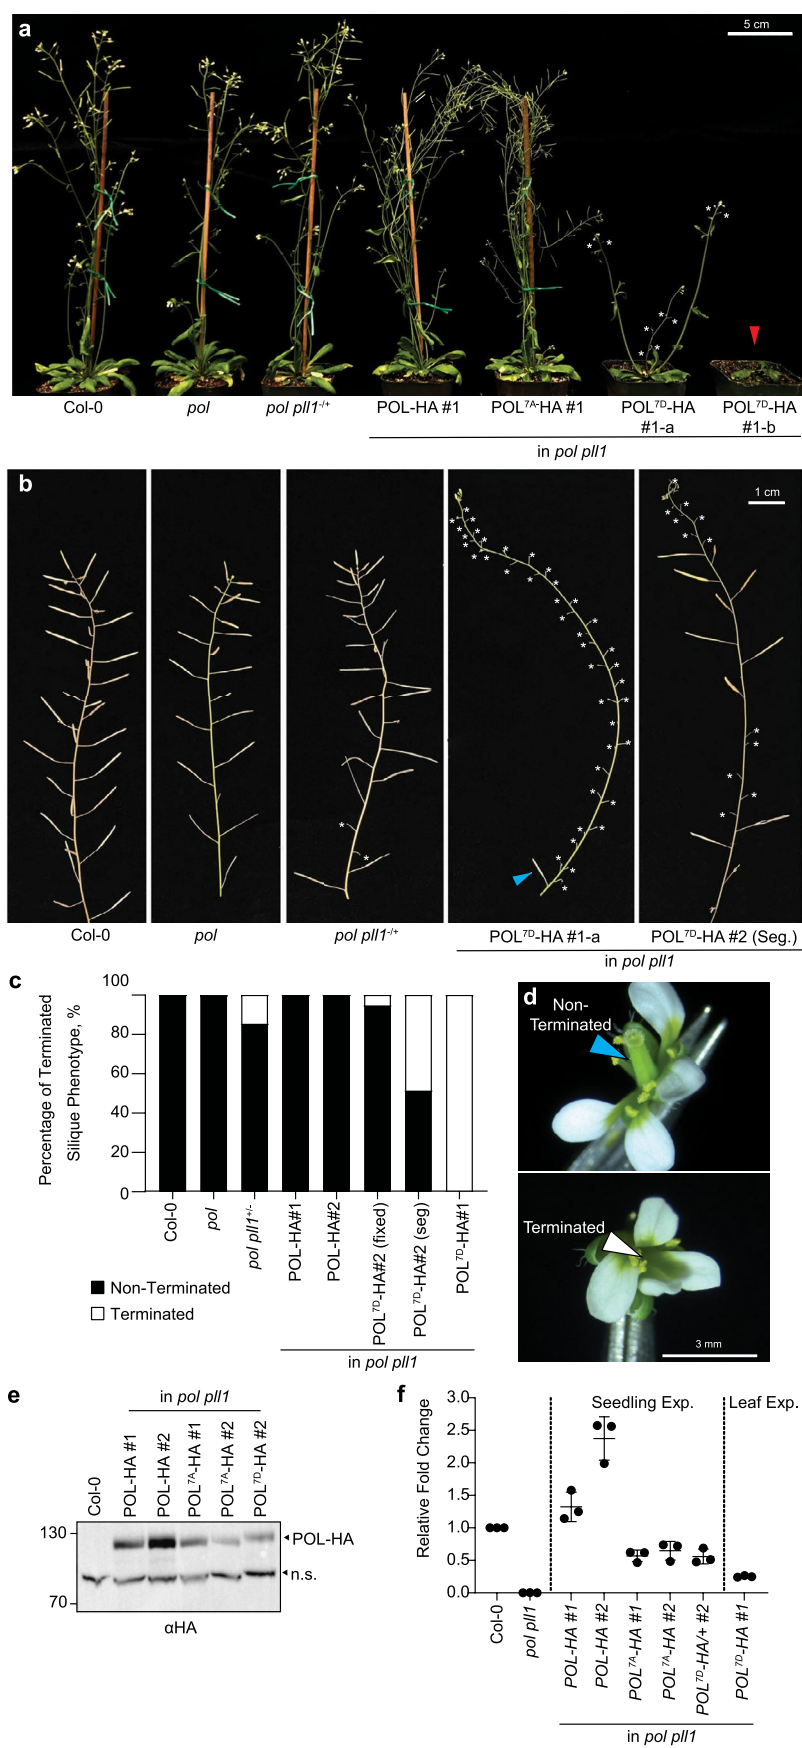 a
5 cm
Col-0
pol
pol pll1-/+
POL-HA #1
POL7A-HA #1
POL7D-HA
#1-a
POL7D-HA
#1-b
in pol pll1
b
1 cm
Col-0
pol
pol pll1-/+
POL7D-HA #1-a
POL7D-HA #2 (Seg.)
in pol pll1
c
Percentage of Terminated
Silique Phenotype, %
100
80
60
40
20
0
Col-0
pol
pol pll1+/-
POL-HA#1
POL-HA#2
POL7D-HA#2 (fixed)
POL7D-HA#2 (seg)
POL7D-HA#1
Non-Terminated
Terminated
in pol pll1
d
Non-
Terminated
Terminated
3 mm
e
in pol pll1
Col-0
POL-HA #1
POL-HA #2
POL7A-HA #1
POL7A-HA #2
POL7D-HA #2
130
POL-HA
n.s.
70
αHA
f
Relative Fold Change
3.0
2.5
2.0
1.5
1.0
0.5
0.0
Seedling Exp.
Leaf Exp.
Col-0
pol pll1
POL-HA #1
POL-HA #2
POL7A-HA #1
POL7A-HA #2
POL7D-HA/+ #2
POL7D-HA #1
in pol pll1